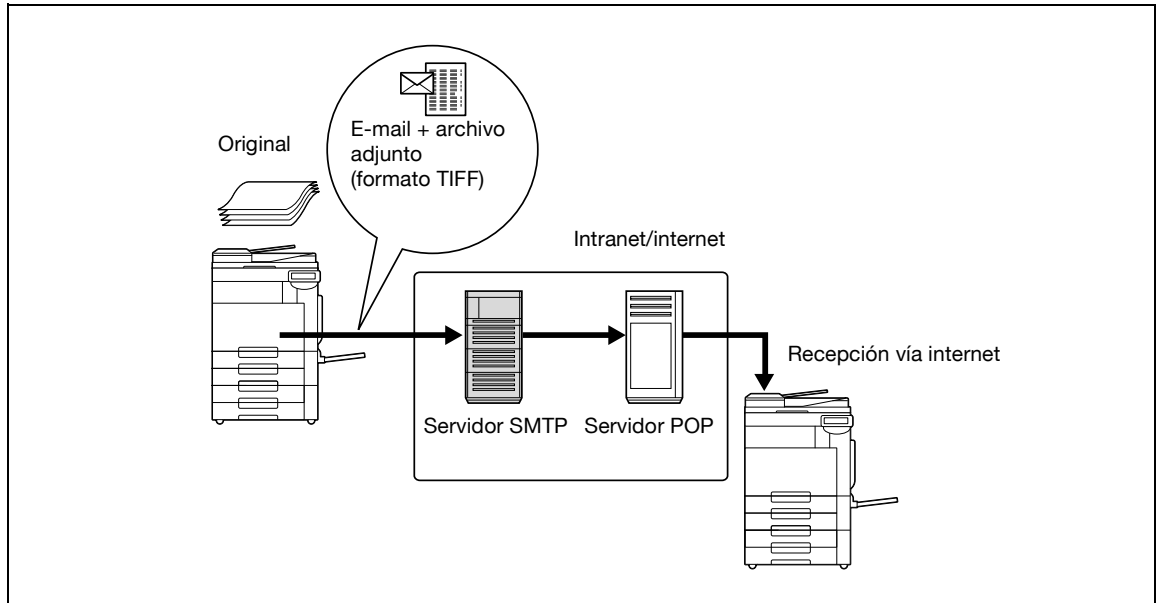 Original
E-mail + archivo
adjunto
(formato TIFF)
Intranet/internet
Recepción vía internet
Servidor SMTP
Servidor POP